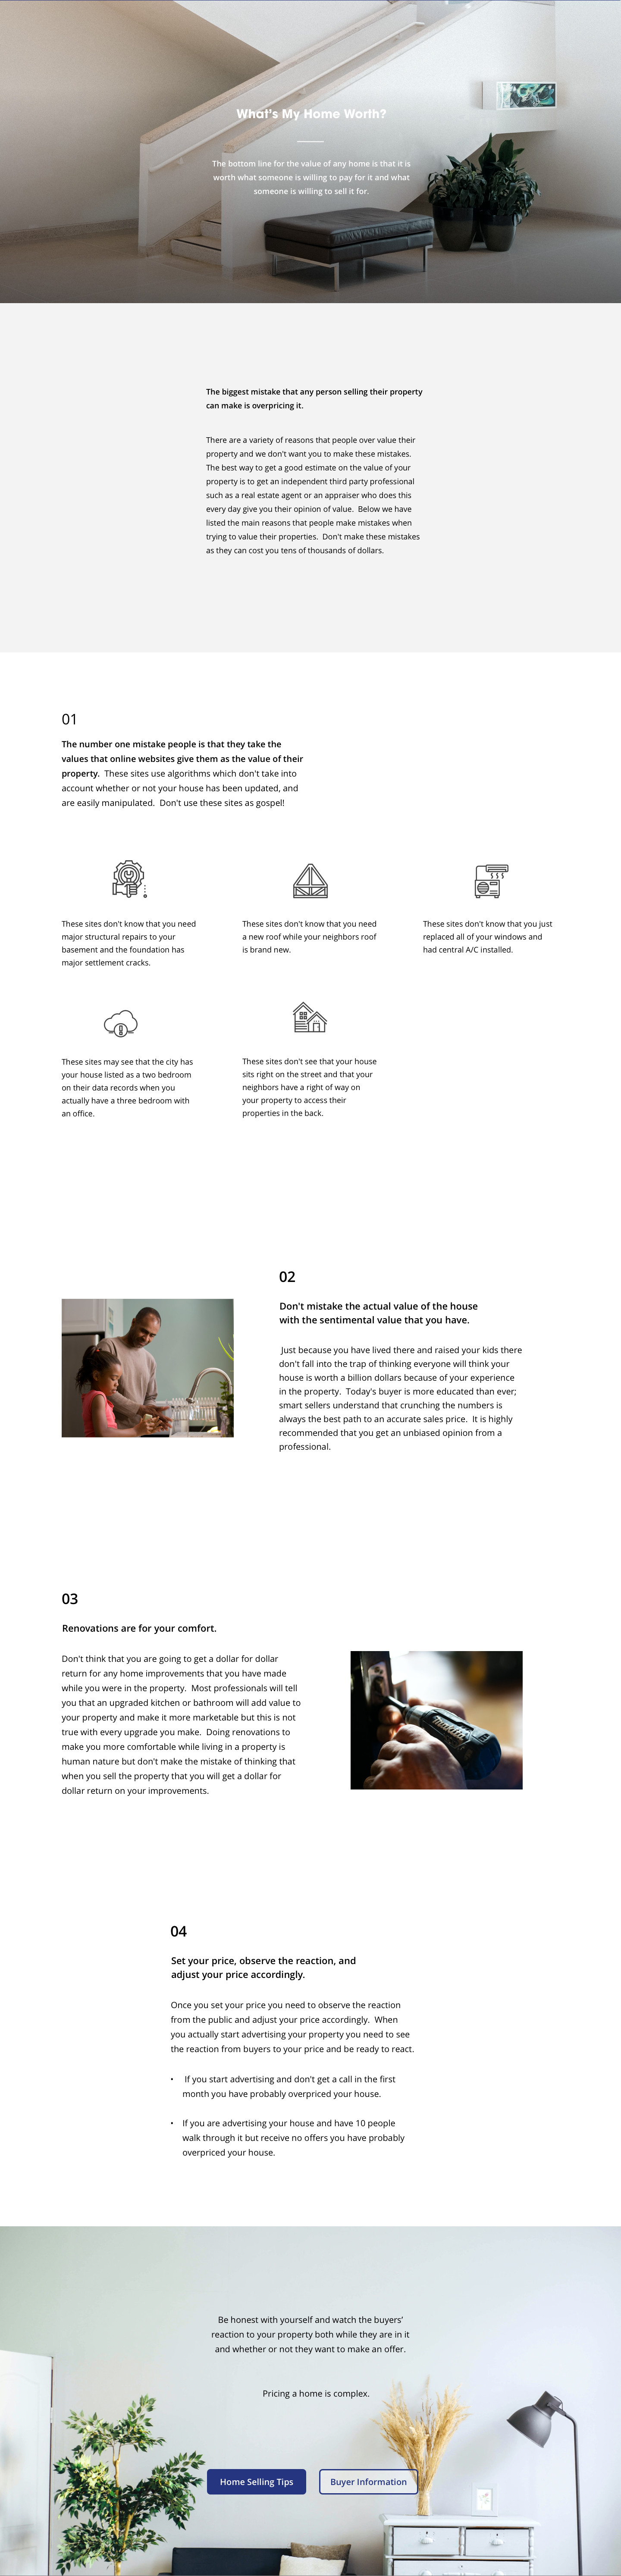 What's My Home Worth?
The bottom line for the value of any home is that it is
worth what someone is willing to pay for it and what
someone is willing to sell it for.
The biggest mistake that any person selling their property
can make is overpricing it.
There are a variety of reasons that people over value their
property and we don't want you to make these mistakes.
The best way to get a good estimate on the value of your
property is to get an independent third party professional
such as a real estate agent or an appraiser who does this
every day give you their opinion of value.  Below we have
listed the main reasons that people make mistakes when
trying to value their properties.  Don't make these mistakes
as they can cost you tens of thousands of dollars.
01
The number one mistake people is that they take the
values that online websites give them as the value of their
property.  These sites use algorithms which don't take into
account whether or not your house has been updated, and
are easily manipulated.  Don't use these sites as gospel!
These sites don't know that you need
major structural repairs to your
basement and the foundation has
major settlement cracks.
These sites don't know that you need
a new roof while your neighbors roof
is brand new.
These sites don't know that you just
replaced all of your windows and
had central A/C installed.
These sites may see that the city has
your house listed as a two bedroom
on their data records when you
actually have a three bedroom with
an office.
These sites don't see that your house
sits right on the street and that your
neighbors have a right of way on
your property to access their
properties in the back.
02
Don't mistake the actual value of the house
with the sentimental value that you have.
Just because you have lived there and raised your kids there
don't fall into the trap of thinking everyone will think your
house is worth a billion dollars because of your experience
in the property.  Today's buyer is more educated than ever;
smart sellers understand that crunching the numbers is
always the best path to an accurate sales price.  It is highly
recommended that you get an unbiased opinion from a
professional.
03
Renovations are for your comfort.
Don't think that you are going to get a dollar for dollar
return for any home improvements that you have made
while you were in the property.  Most professionals will tell
you that an upgraded kitchen or bathroom will add value to
your property and make it more marketable but this is not
true with every upgrade you make.  Doing renovations to
make you more comfortable while living in a property is
human nature but don't make the mistake of thinking that
when you sell the property that you will get a dollar for
dollar return on your improvements.
04
Set your price, observe the reaction, and
adjust your price accordingly.
Once you set your price you need to observe the reaction
from the public and adjust your price accordingly.  When
you actually start advertising your property you need to see
the reaction from buyers to your price and be ready to react.
• If you start advertising and don't get a call in the first
month you have probably overpriced your house.
• If you are advertising your house and have 10 people
walk through it but receive no offers you have probably
overpriced your house.
Be honest with yourself and watch the buyers'
reaction to your property both while they are in it
and whether or not they want to make an offer.
Pricing a home is complex.
Home Selling Tips
Buyer Information